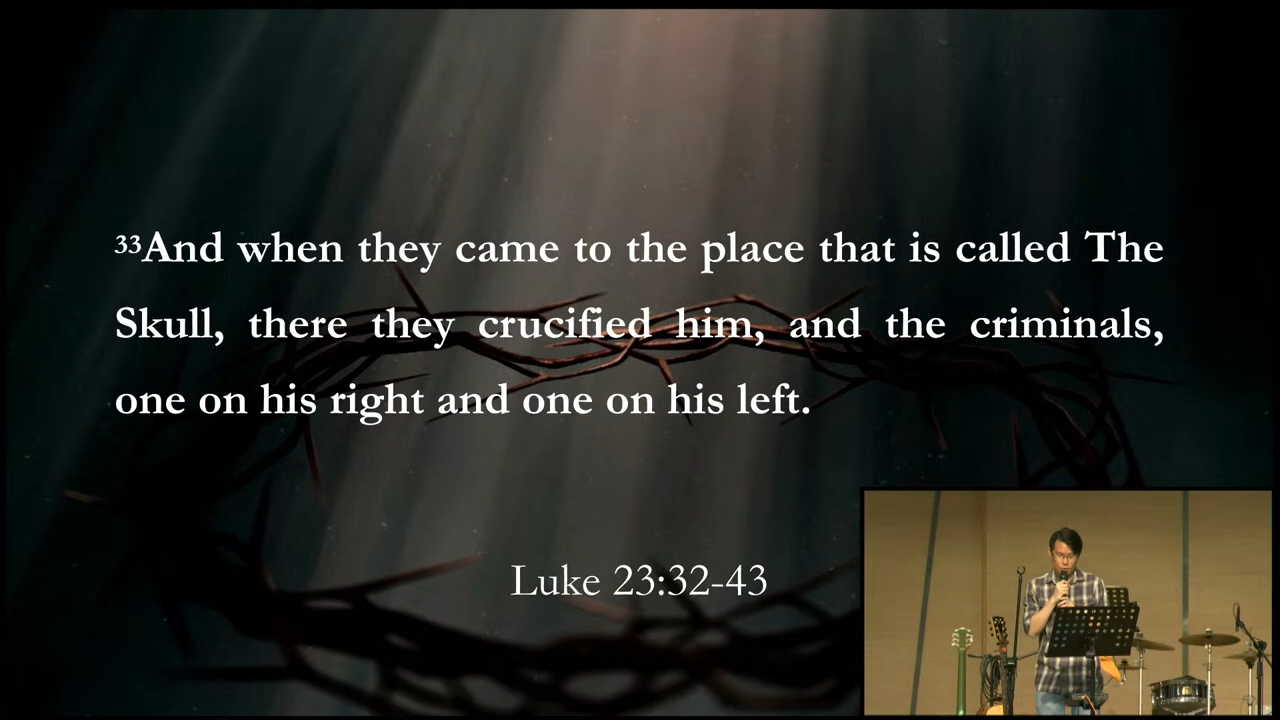 ³³And when they came to the place that is called The
Skull, there they crucified him, and the criminals,
one on his right and one on his left.
Luke 23:32-43